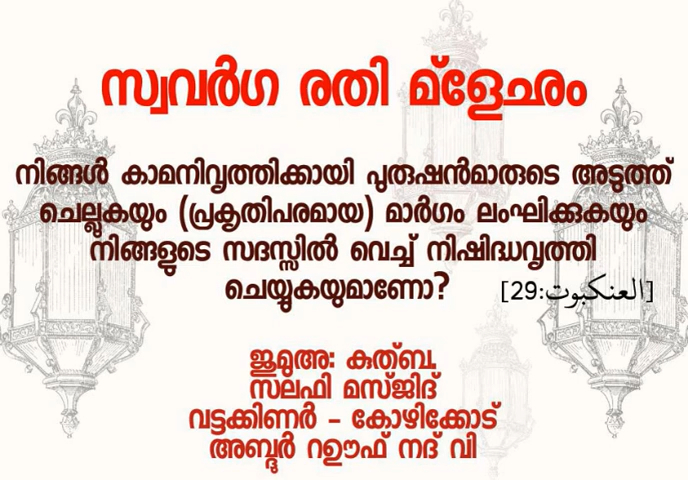 സ്വവർഗ രതി മ്ളേഛം
നിങ്ങൾ കാമനിവൃത്തിക്കായി പുരുഷൻമാരുടെ അടുത്ത്
ചെല്ലുകയും (പ്രകൃതിപരമായ) മാർഗം ലംഘിക്കുകയും
നിങ്ങളുടെ സദസ്സിൽ വെച്ച് നിഷിദ്ധവൃത്തി
ചെയ്യുകയുമാണോ? [العنكبوت:29]
ജുമുഅ: കുത്ബ.
സലഫി മസ്ജിദ്
വട്ടക്കിണർ - കോഴിക്കോട്
അബ്ദുർ റഊഫ് നദ് വി